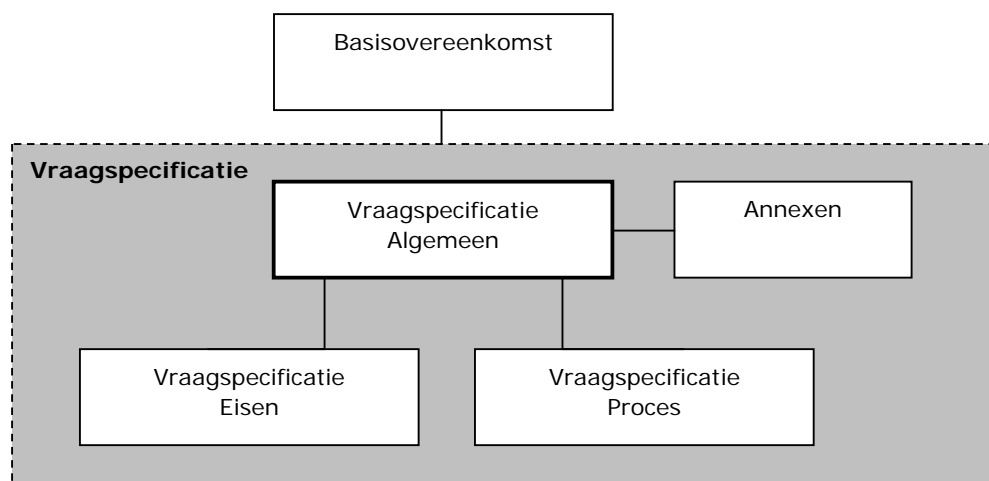 Basisovereenkomst
Vraagspecificatie
Vraagspecificatie
Algemeen
Annexen
Vraagspecificatie
Eisen
Vraagspecificatie
Proces